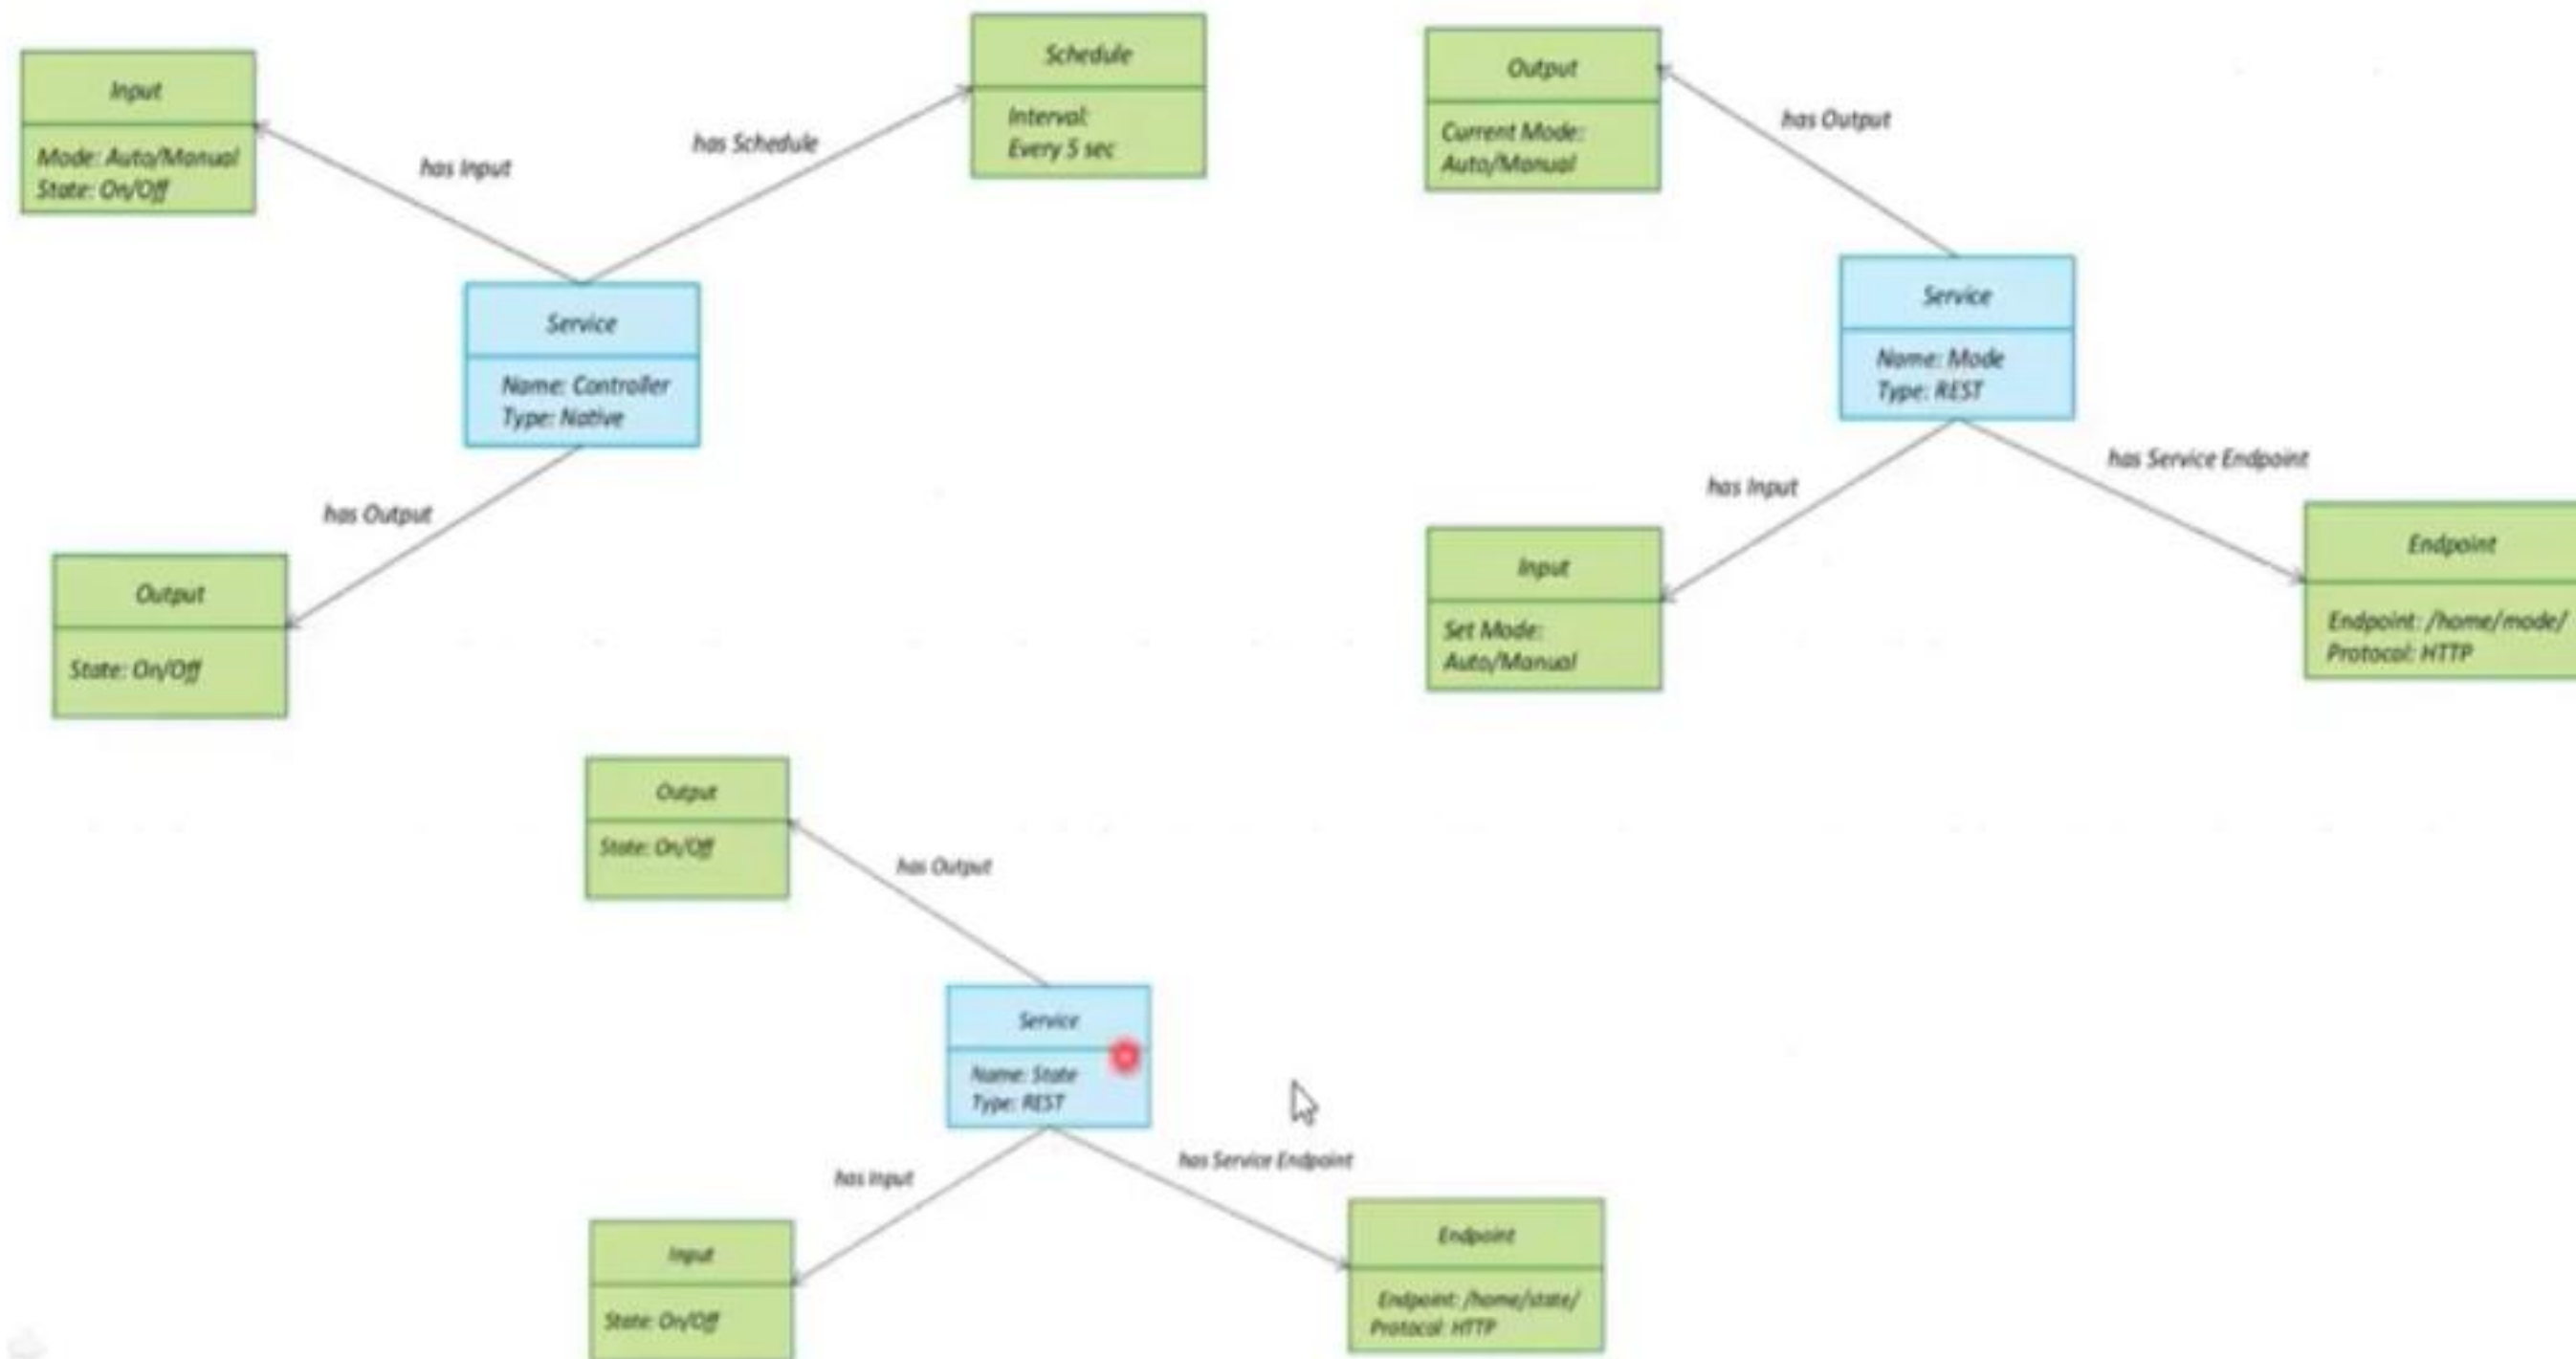 Input
Mode: Auto/Manual
State: On/Off
has Input
has Schedule
Schedule
Interval:
Every 5 sec
Service
Name: Controller
Type: Native
has Output
Output
State: On/Off
Output
Current Mode:
Auto/Manual
has Output
Service
Name: Mode
Type: REST
has Input
has Service Endpoint
Input
Set Mode:
Auto/Manual
Endpoint
Endpoint: /home/mode/
Protocol: HTTP
Output
State: On/Off
has Output
Service
Name: State
Type: REST
has Input
has Service Endpoint
Input
State: On/Off
Endpoint
Endpoint: /home/state/
Protocol: HTTP